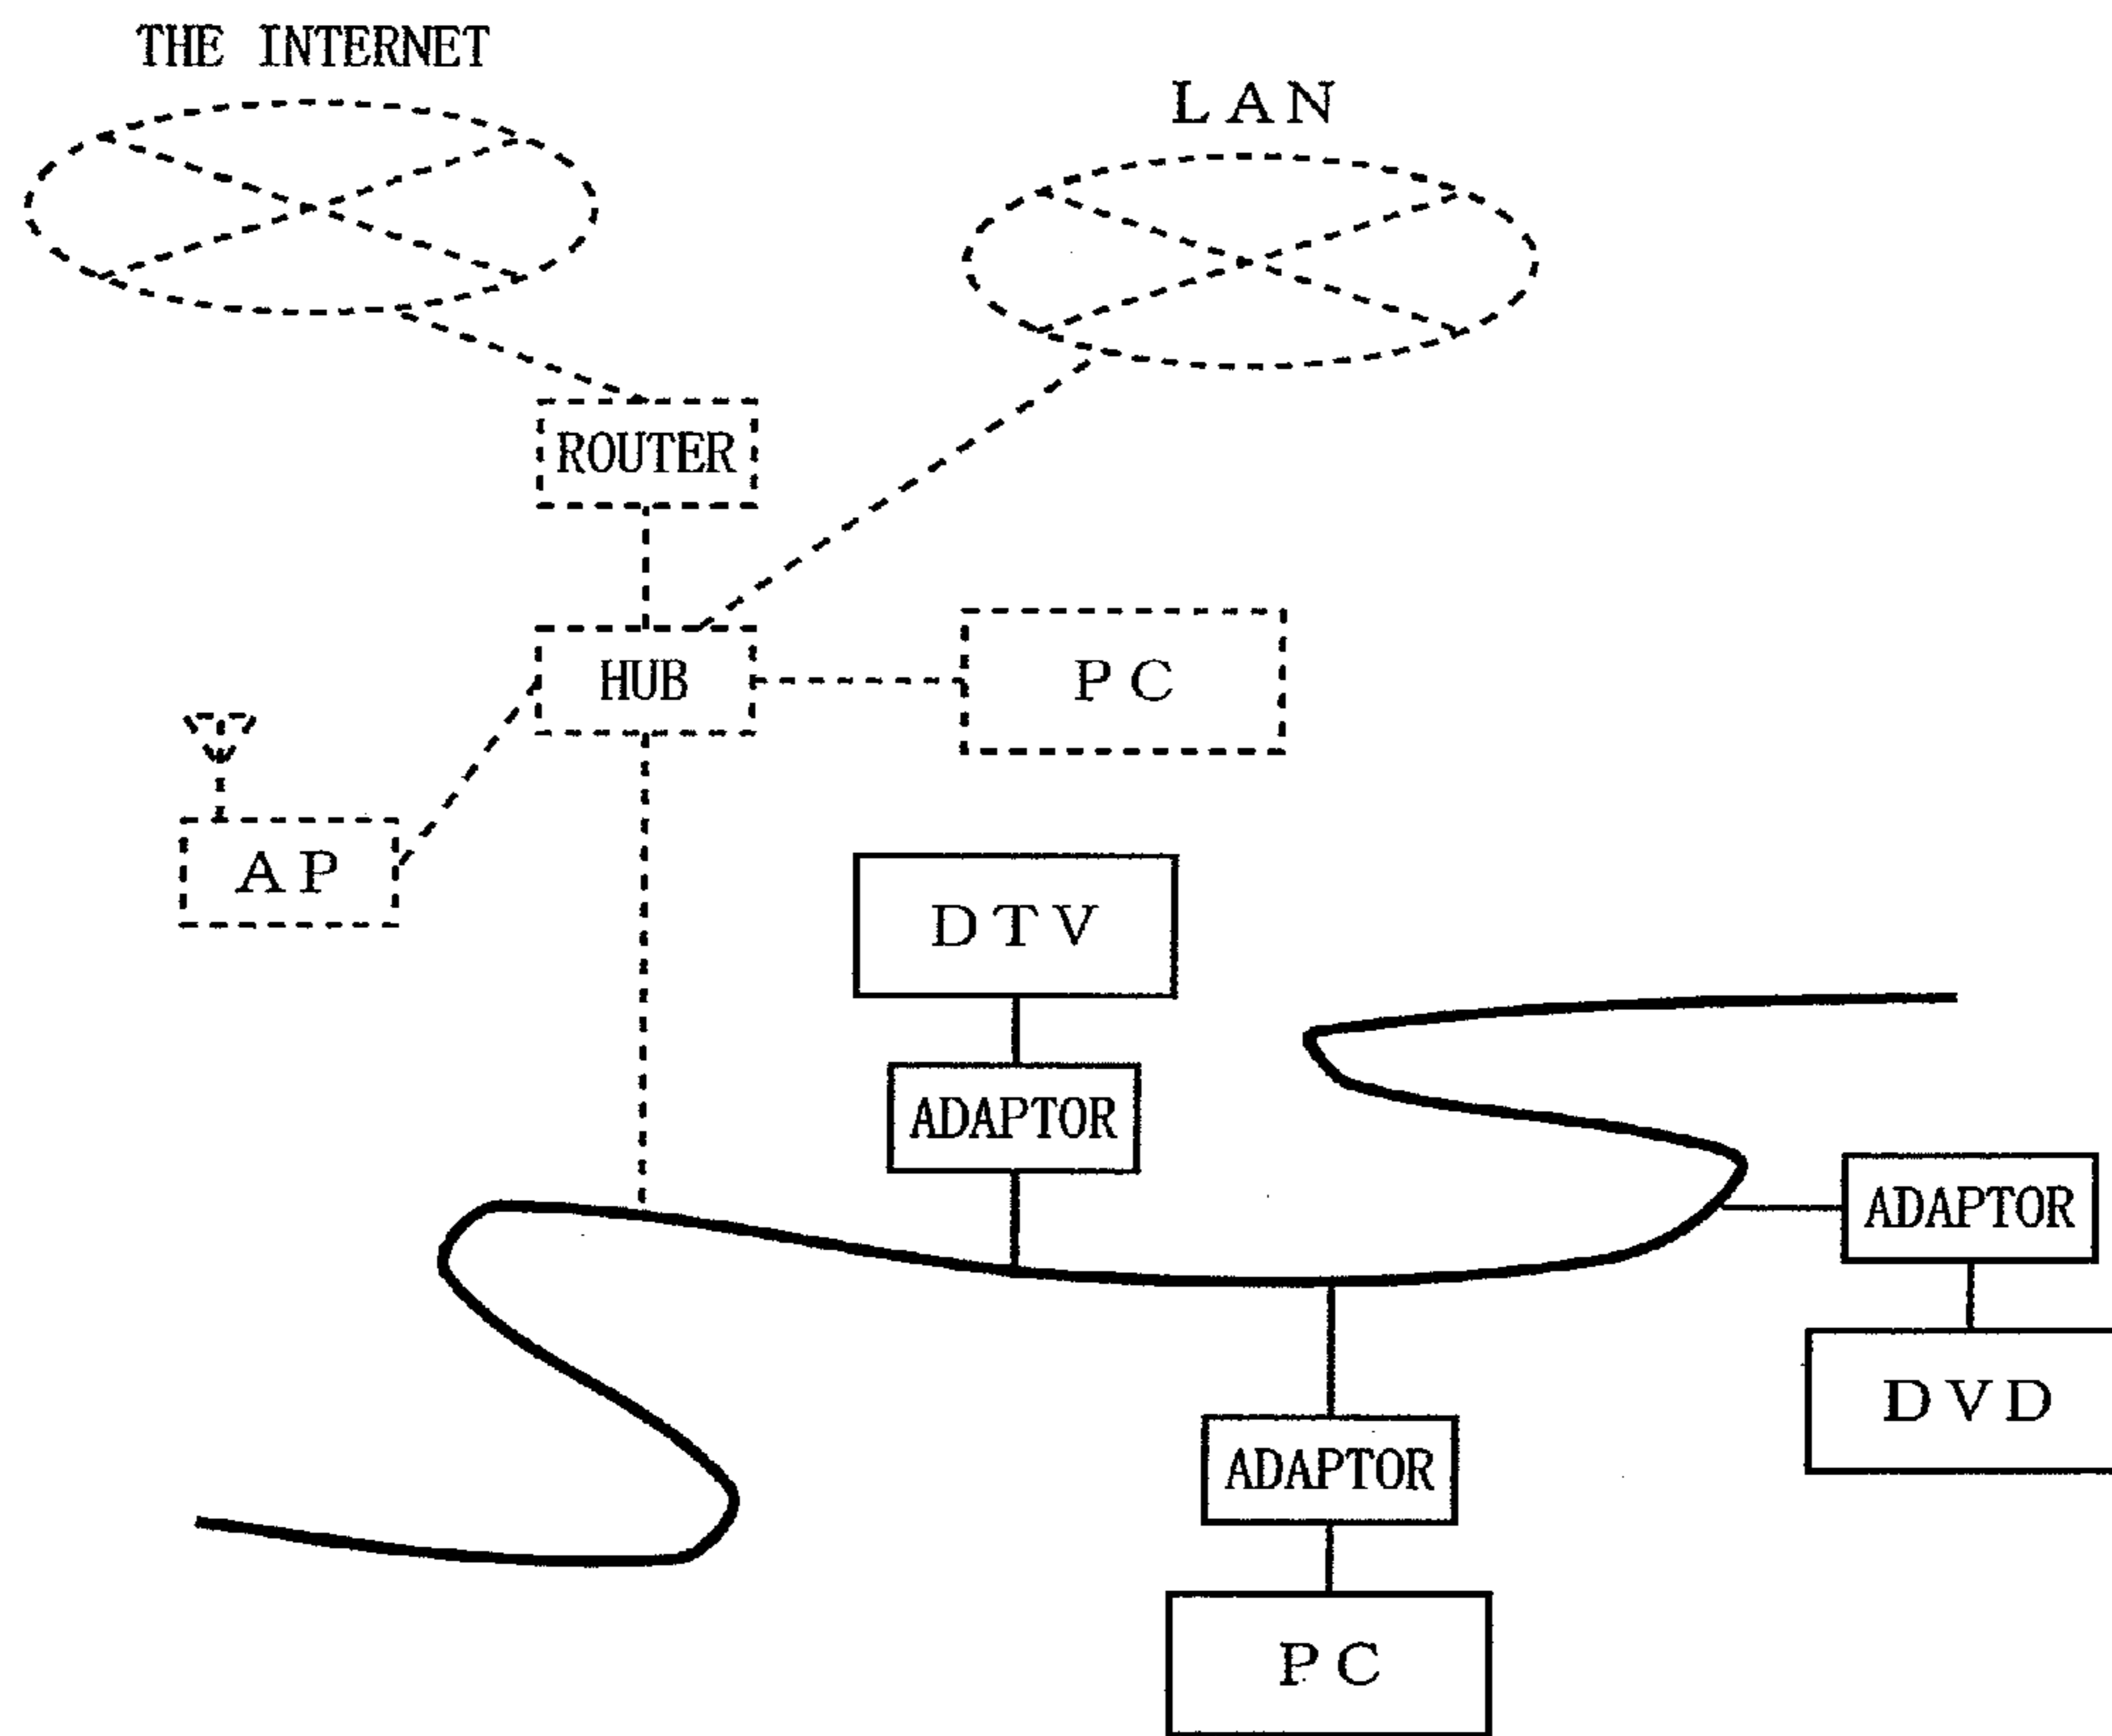 THE INTERNET
LAN
ROUTER
HUB
PC
AP
DTV
ADAPTOR
ADAPTOR
DVD
ADAPTOR
PC